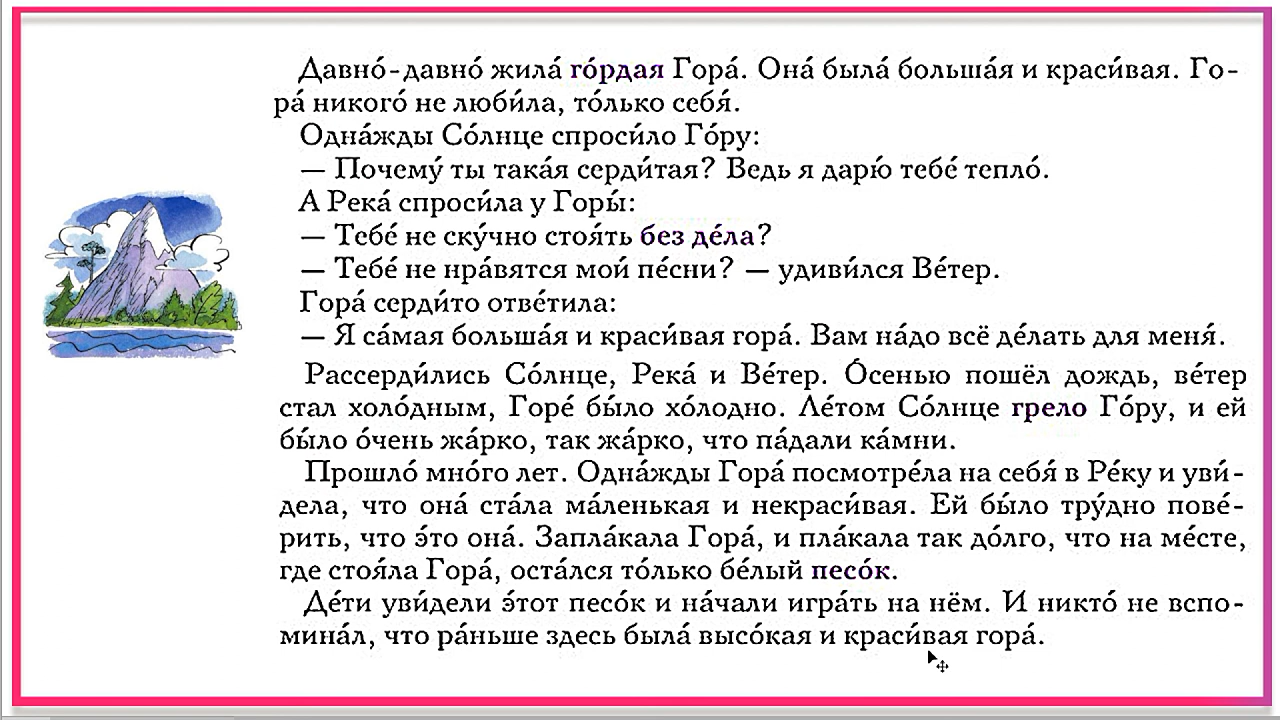 Давно́-давно́ жила́ го́рдая Гора́. Она́ была́ больша́я и краси́вая. Го-
ра́ никого́ не люби́ла, то́лько себя́.
Одна́жды Со́лнце спроси́ло Го́ру:
— Почему́ ты така́я серди́тая? Ведь я дарю́ тебе́ тепло́.
А Река́ спроси́ла у Горы́:
— Тебе́ не ску́чно стоя́ть без де́ла?
— Тебе́ не нра́вятся мои́ пе́сни? — удиви́лся Ве́тер.
Гора́ серди́то отве́тила:
— Я са́мая больша́я и краси́вая гора́. Вам на́до всё де́лать для меня́.
Рассерди́лись Со́лнце, Река́ и Ве́тер. О́сенью пошёл дождь, ве́тер
стал холо́дным, Горе́ бы́ло хо́лодно. Ле́том Со́лнце грело Го́ру, и ей
бы́ло о́чень жа́рко, так жа́рко, что па́дали ка́мни.
Прошло́ мно́го лет. Одна́жды Гора́ посмотре́ла на себя́ в Ре́ку и уви́-
дела, что она́ ста́ла ма́ленькая и некраси́вая. Ей бы́ло тру́дно пове́-
рить, что э́то она́. Запла́кала Гора́, и пла́кала так до́лго, что на ме́сте,
где стоя́ла Гора́, оста́лся то́лько бе́лый песо́к.
Де́ти уви́дели э́тот песо́к и на́чали игра́ть на нём. И никто́ не вспо-
мина́л, что ра́ньше здесь была́ высо́кая и краси́вая гора́.